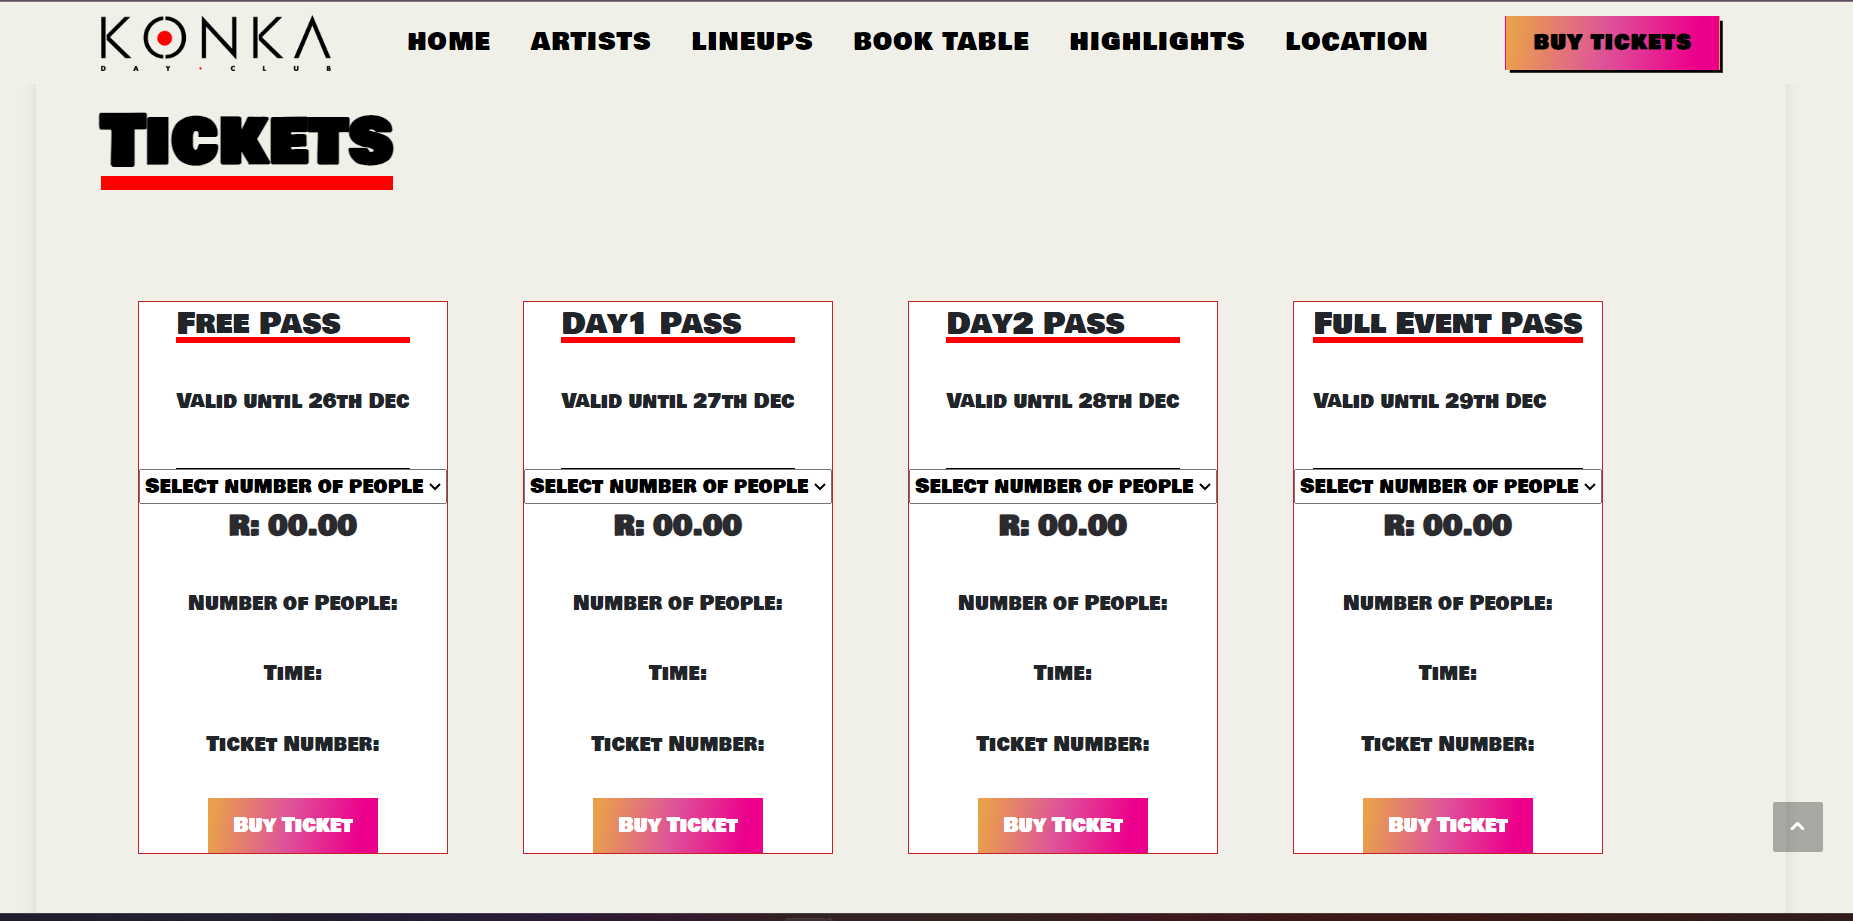 KONKA
DAY·CLUB
HOME ARTISTS LINEUPS BOOK TABLE HIGHLIGHTS LOCATION BUY TICKETS
Tickets
Free Pass
Valid until 26th Dec
Select number of people
R: 00.00
Number of People:
Time:
Ticket Number:
Buy Ticket
Day1 Pass
Valid until 27th Dec
Select number of people
R: 00.00
Number of People:
Time:
Ticket Number:
Buy Ticket
Day2 Pass
Valid until 28th Dec
Select number of people
R: 00.00
Number of People:
Time:
Ticket Number:
Buy Ticket
Full Event Pass
Valid until 29th Dec
Select number of people
R: 00.00
Number of People:
Time:
Ticket Number:
Buy Ticket